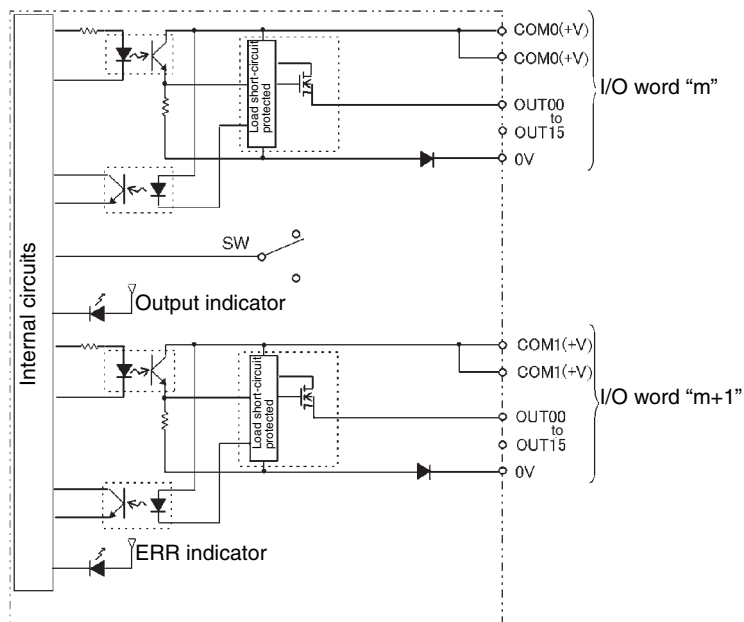 COM0(+V)
COM0(+V)
I/O word “m”
OUT00
to
OUT15
0V
Load short-circuit
protected
SW
Output indicator
Internal circuits
COM1(+V)
COM1(+V)
I/O word “m+1”
OUT00
to
OUT15
0V
Load short-circuit
protected
ERR indicator